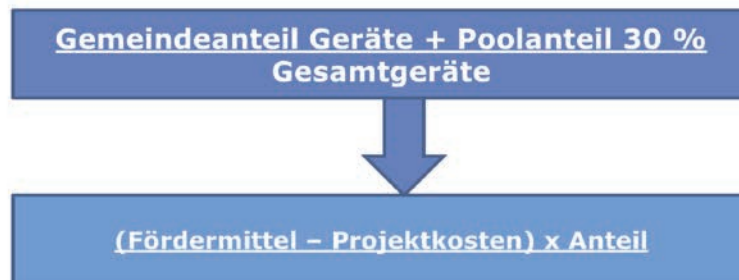 Gemeindeanteil Geräte + Poolanteil 30 %
Gesamtgeräte
(Fördermittel – Projektkosten) x Anteil